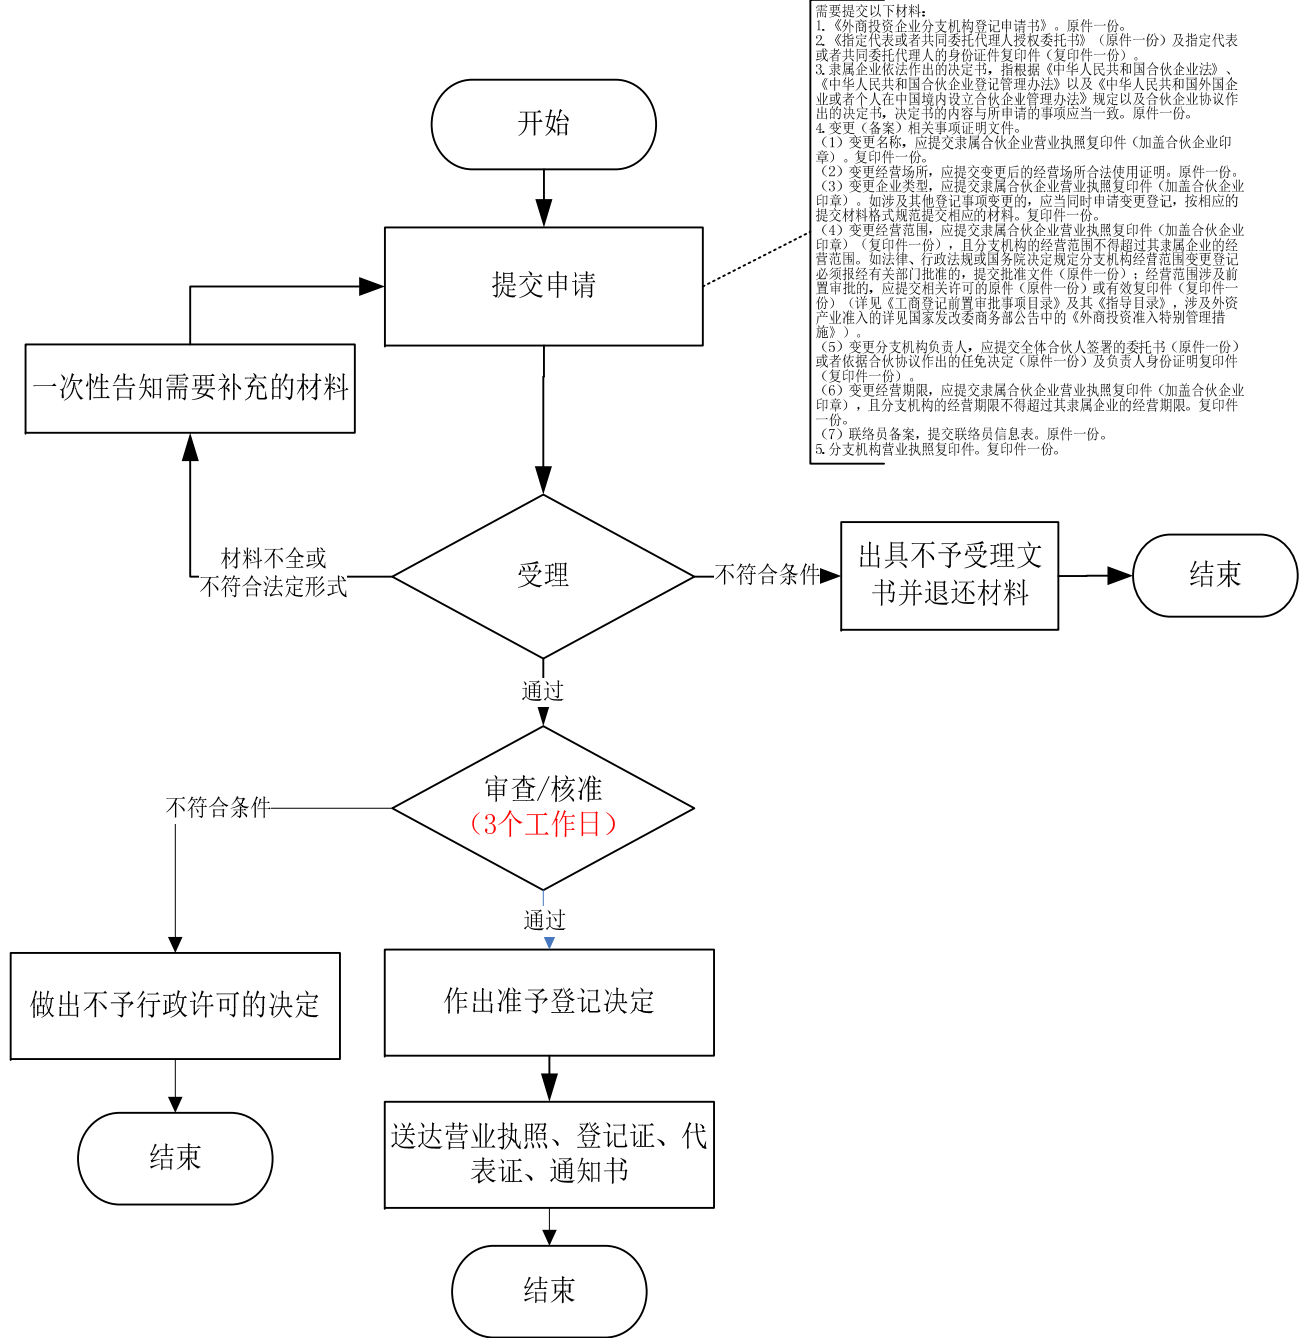 需要提交以下材料:
1.《外商投资企业分支机构登记申请书》。原件一份。
2.《指定代表或者共同委托代理人授权委托书》（原件一份）及指定代表
或者共同委托代理人的身份证件复印件（复印件一份）。
3.隶属企业依法作出的决定书，指根据《中华人民共和国合伙企业法》、
《中华人民共和国合伙企业登记管理办法》以及《中华人民共和国外国企
业或者个人在中国境内设立合伙企业管理办法》规定以及合伙企业协议作
出的决定书，决定书的内容与所申请的事项应当一致。原件一份。
4.变更（备案）相关事项证明文件。
（1）变更名称，应提交隶属合伙企业营业执照复印件（加盖合伙企业印
章）。复印件一份。
（2）变更经营场所，应提交变更后的经营场所合法使用证明。原件一份。
（3）变更企业类型，应提交隶属合伙企业营业执照复印件（加盖合伙企业
印章）。如涉及其他登记事项变更的，应当同时申请变更登记，按相应的
提交材料格式规范提交相应的材料。复印件一份。
（4）变更经营范围，应提交隶属合伙企业营业执照复印件（加盖合伙企业
印章）（复印件一份），且分支机构的经营范围不得超过其隶属企业的经
营范围。如法律、行政法规或国务院决定规定分支机构经营范围变更登记
必须报经有关部门批准的，提交批准文件（原件一份）；经营范围涉及前
置审批的，应提交相关许可的原件（原件一份）或有效复印件（复印件一
份）（详见《工商登记前置审批事项目录》及其《指导目录》，涉及外资
产业准入的详见国家发改委商务部公告中的《外商投资准入特别管理措
施》）。
（5）变更分支机构负责人，应提交全体合伙人签署的委托书（原件一份）
或者依据合伙协议作出的任免决定（原件一份）及负责人身份证明复印件
（复印件一份）。
（6）变更经营期限，应提交隶属合伙企业营业执照复印件（加盖合伙企业
印章），且分支机构的经营期限不得超过其隶属企业的经营期限。复印件
一份。
（7）联络员备案，提交联络员信息表。原件一份。
5.分支机构营业执照复印件。复印件一份。
开始
提交申请
一次性告知需要补充的材料
材料不全或
不符合法定形式
受理
不符合条件
出具不予受理文
书并退还材料
结束
通过
审查/核准
（3个工作日）
不符合条件
通过
做出不予行政许可的决定
作出准予登记决定
结束
送达营业执照、登记证、代
表证、通知书
结束